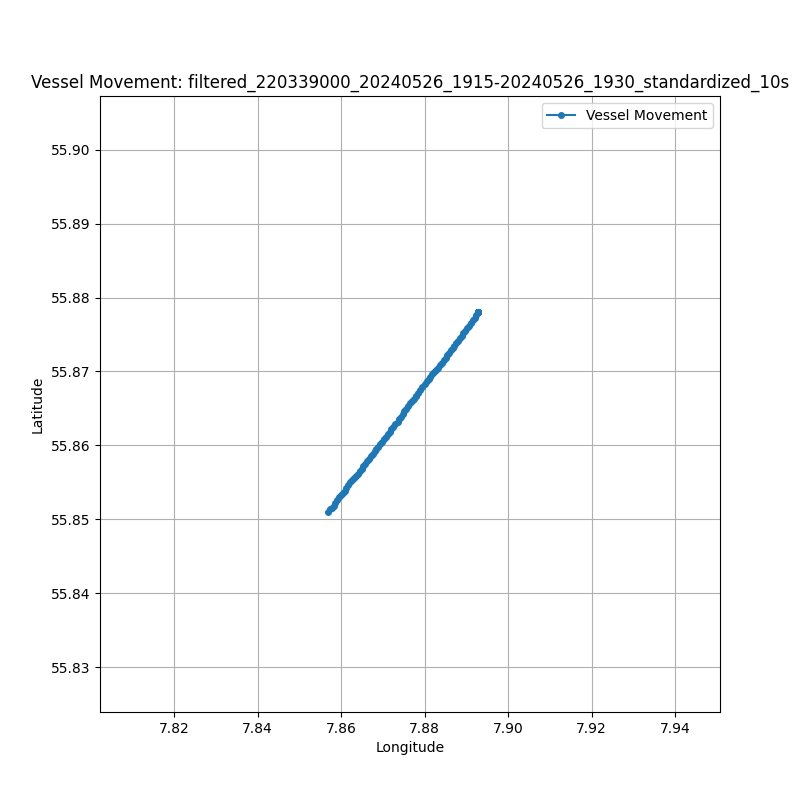 Vessel Movement: filtered_220339000_20240526_1915-20240526_1930_standardized_10s
Vessel Movement
55.90
55.89
55.88
55.87
55.86
55.85
55.84
55.83
Latitude
7.82 7.84 7.86 7.88 7.90 7.92 7.94
Longitude